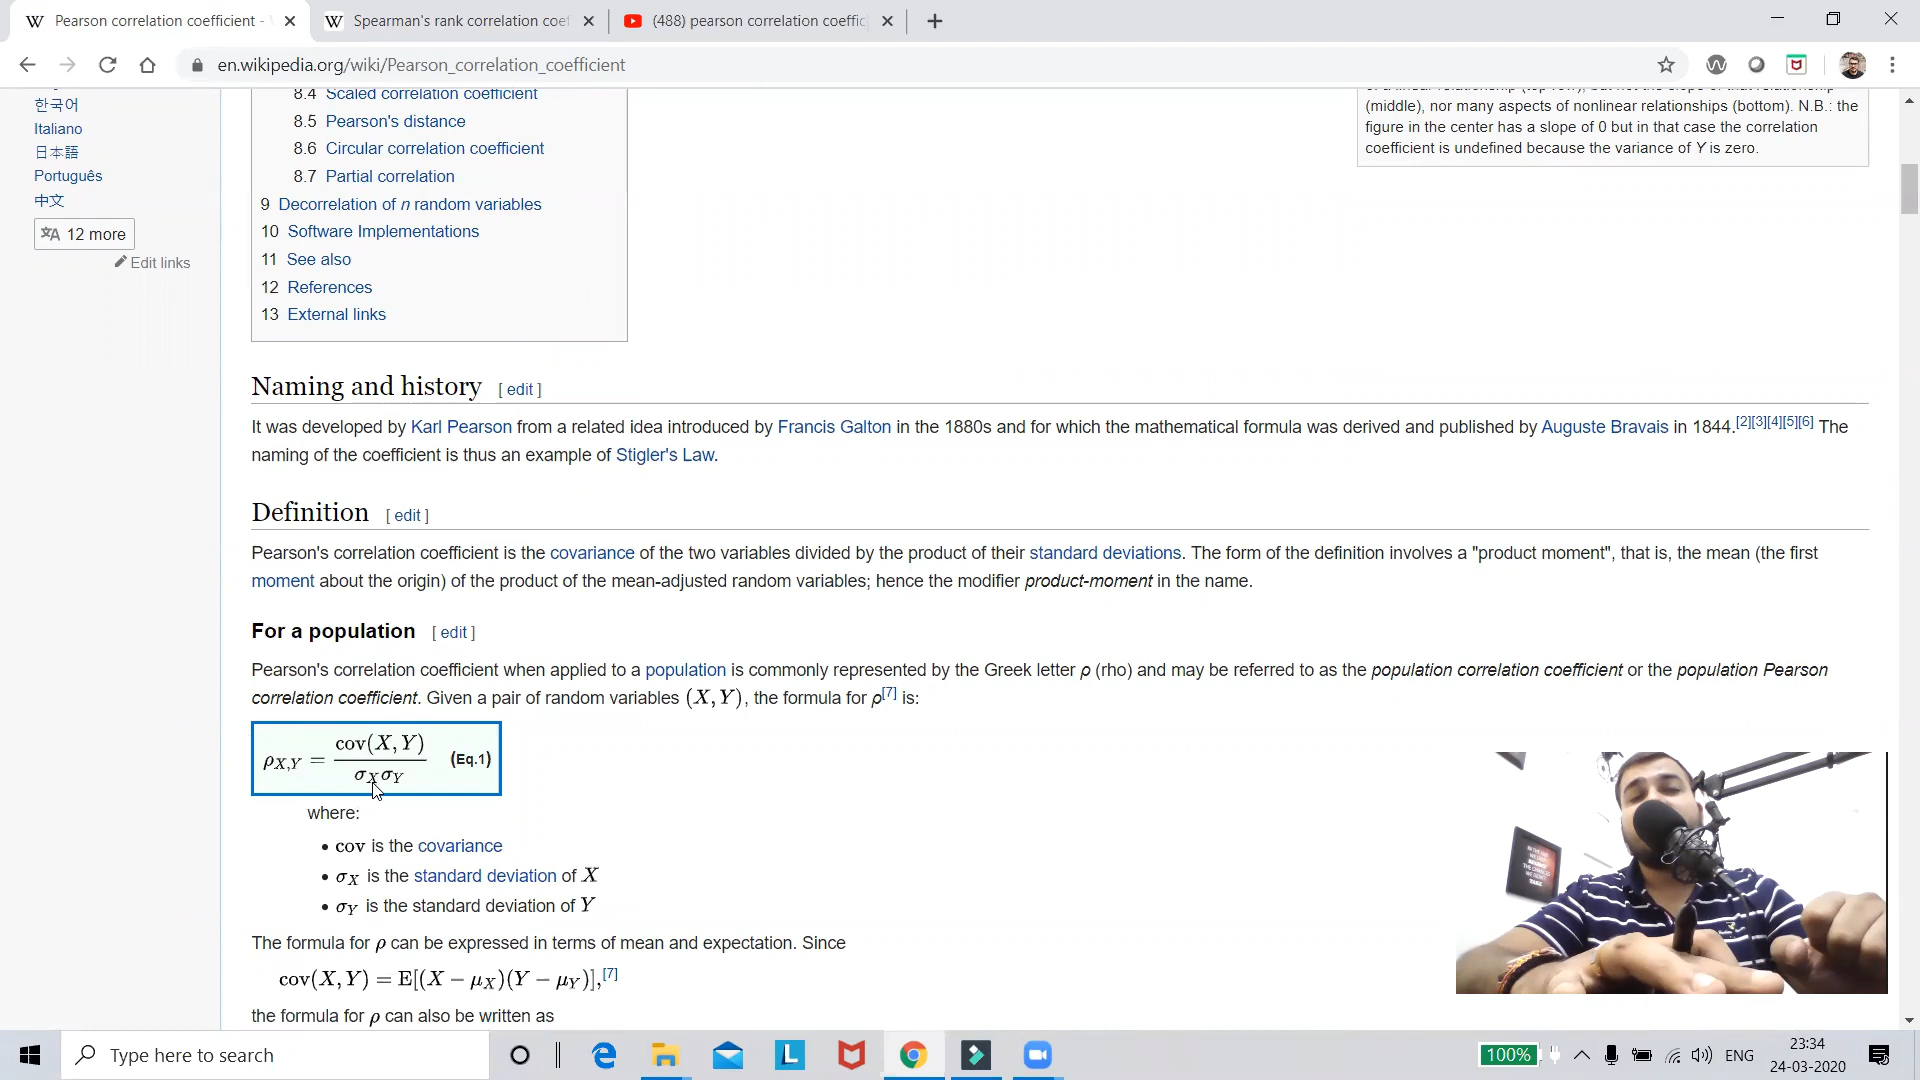 Pearson correlation coefficient -
Spearman's rank correlation coef
(488) pearson correlation coeffic
en.wikipedia.org/wiki/Pearson_correlation_coefficient
한국어
Italiano
日本語
Português
中文
12 more
Edit links
8.4 Scaled correlation coefficient
8.5 Pearson's distance
8.6 Circular correlation coefficient
8.7 Partial correlation
9 Decorrelation of n random variables
10 Software Implementations
11 See also
12 References
13 External links
(middle), nor many aspects of nonlinear relationships (bottom). N.B.: the
figure in the center has a slope of 0 but in that case the correlation
coefficient is undefined because the variance of Y is zero.
Naming and history [ edit ]
It was developed by Karl Pearson from a related idea introduced by Francis Galton in the 1880s and for which the mathematical formula was derived and published by Auguste Bravais in 1844.[2][3][4][5][6] The
naming of the coefficient is thus an example of Stigler's Law.
Definition [ edit ]
Pearson's correlation coefficient is the covariance of the two variables divided by the product of their standard deviations. The form of the definition involves a "product moment", that is, the mean (the first
moment about the origin) of the product of the mean-adjusted random variables; hence the modifier product-moment in the name.
For a population [ edit ]
Pearson's correlation coefficient when applied to a population is commonly represented by the Greek letter ρ (rho) and may be referred to as the population correlation coefficient or the population Pearson
correlation coefficient. Given a pair of random variables (X, Y), the formula for ρ[7] is:
ρX,Y = cov(X, Y) / σXσY (Eq.1)
where:
• cov is the covariance
• σX is the standard deviation of X
• σY is the standard deviation of Y
The formula for ρ can be expressed in terms of mean and expectation. Since
cov(X, Y) = E[(X − μX)(Y − μY)],[7]
the formula for ρ can also be written as
Type here to search
100%
ENG
23:34
24-03-2020